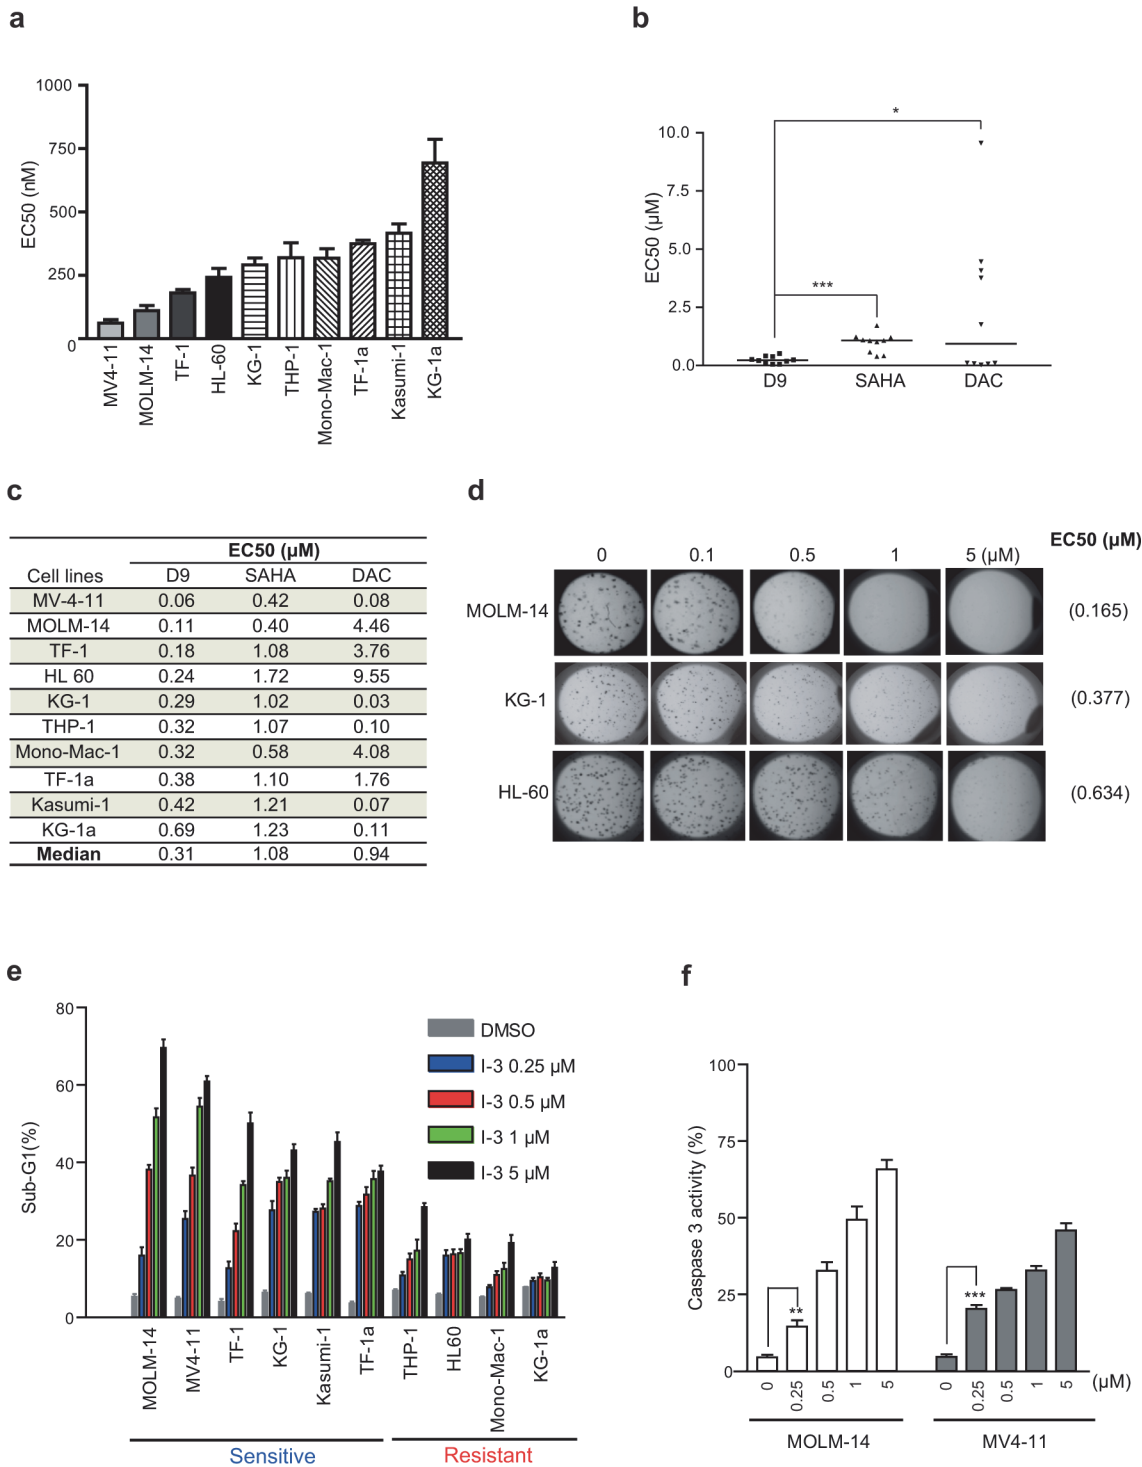 a
1000
750
500
250
0
EC50 (nM)
MV4-11
MOLM-14
TF-1
HL-60
KG-1
THP-1
Mono-Mac-1
TF-1a
Kasumi-1
KG-1a
b
10.0
7.5
5.0
2.5
0.0
EC50 (µM)
*
***
D9 SAHA DAC
c
EC50 (µM)
Cell lines D9 SAHA DAC
MV-4-11 0.06 0.42 0.08
MOLM-14 0.11 0.40 4.46
TF-1 0.18 1.08 3.76
HL 60 0.24 1.72 9.55
KG-1 0.29 1.02 0.03
THP-1 0.32 1.07 0.10
Mono-Mac-1 0.32 0.58 4.08
TF-1a 0.38 1.10 1.76
Kasumi-1 0.42 1.21 0.07
KG-1a 0.69 1.23 0.11
Median 0.31 1.08 0.94
d
EC50 (µM)
0 0.1 0.5 1 5 (µM)
MOLM-14 (0.165)
KG-1 (0.377)
HL-60 (0.634)
e
80
60
40
20
0
Sub-G1(%)
DMSO
I-3 0.25 µM
I-3 0.5 µM
I-3 1 µM
I-3 5 µM
MOLM-14
MV4-11
TF-1
KG-1
Kasumi-1
TF-1a
THP-1
HL60
Mono-Mac-1
KG-1a
Sensitive Resistant
f
100
75
50
25
0
Caspase 3 activity (%)
**
***
0 0.25 0.5 1 5 0 0.25 0.5 1 5 (µM)
MOLM-14 MV4-11